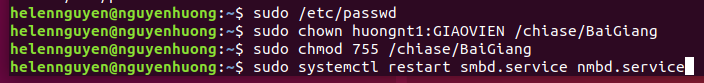 helennguyen@nguyenhuong:~$ sudo /etc/passwd
helennguyen@nguyenhuong:~$ sudo chown huongnt1:GIAOVIEN /chiase/BaiGiang
helennguyen@nguyenhuong:~$ sudo chmod 755 /chiase/BaiGiang
helennguyen@nguyenhuong:~$ sudo systemctl restart smbd.service nmbd.service